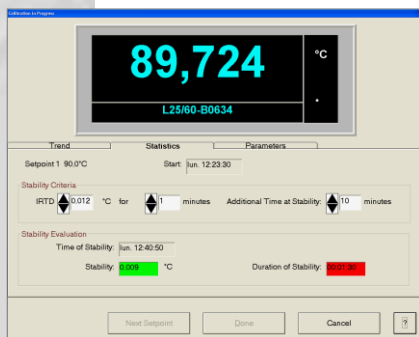 Calibration In Progress
89,724 °C
L25/60-B0634
Trend Statistics Parameters
Setpoint 1 90.0°C Start: lun. 12:23:30
Stability Criteria
IRTD 0.012 °C for 1 minutes Additional Time at Stability: 10 minutes
Stability Evaluation
Time of Stability: lun. 12:40:50
Stability: 0,009 °C Duration of Stability: 00:01:30
Next Setpoint Done Cancel ?